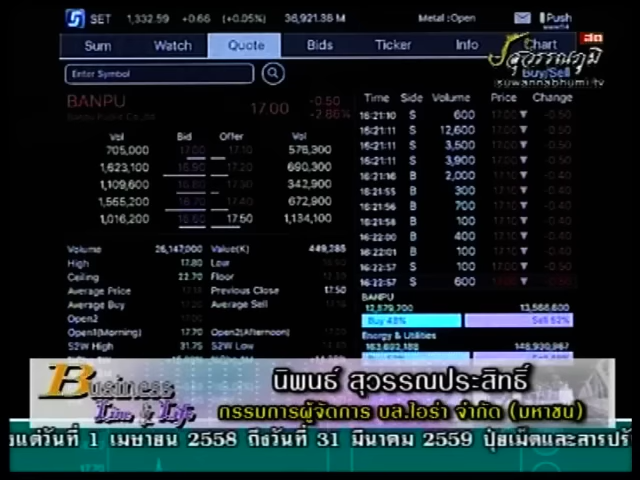 SET 1,332.59 +0.66 (+0.05%) 36,921.36 M Metal :Open Push
Sum Watch Quote Bids Ticker Info Chart
สด
สุวรรณภูมิ
suwannabhumi.tv
Enter Symbol Buy/Sell
BANPU 17.00 -0.50
-2.86%
Vol Bid Offer Vol
705,000 17.00 17.10 576,300
1,623,100 16.90 17.20 690,300
1,109,600 16.80 17.30 342,900
1,565,200 16.70 17.40 672,900
1,016,200 16.60 17.50 1,134,100
Volume 26,147,000 Value(K) 449,285
High 17.80 Low
Ceiling 22.70 Floor
Average Price Previous Close 17.50
Average Buy Average Sell
Open2
Open1(Morning) 17.70 Open2(Afternoon)
52W High 31.75 52W Low
Time Side Volume Price Change
16:21:10 S 600 17.00 ▼ -0.50
16:21:11 S 12,600 17.00 ▼ -0.50
16:21:11 S 3,500 17.00 ▼ -0.50
16:21:11 S 3,900 17.00 ▼ -0.50
16:21:16 B 2,000 17.10 ▼ -0.40
16:21:55 B 300 17.10 ▼ -0.40
16:21:56 B 700 17.10 ▼ -0.40
16:21:58 B 100 17.10 ▼ -0.40
16:22:00 B 400 17.10 ▼ -0.40
16:22:01 B 100 17.10 ▼ -0.40
16:22:57 S 100 17.00 ▼ -0.50
16:22:57 S 600 17.00 ▼ -0.50
BANPU
12,579,700 13,566,600
Buy 48% Sell 52%
Energy & Utilities
163,692,188 148,930,967
Business
Line & Life
นิพนธ์ สุวรรณประสิทธิ์
กรรมการผู้จัดการ บล.ไอร่า จำกัด (มหาชน)
แต่วันที่ 1 เมษายน 2558 ถึงวันที่ 31 มีนาคม 2559 ปุ๋ยเม็ดและสารปรั